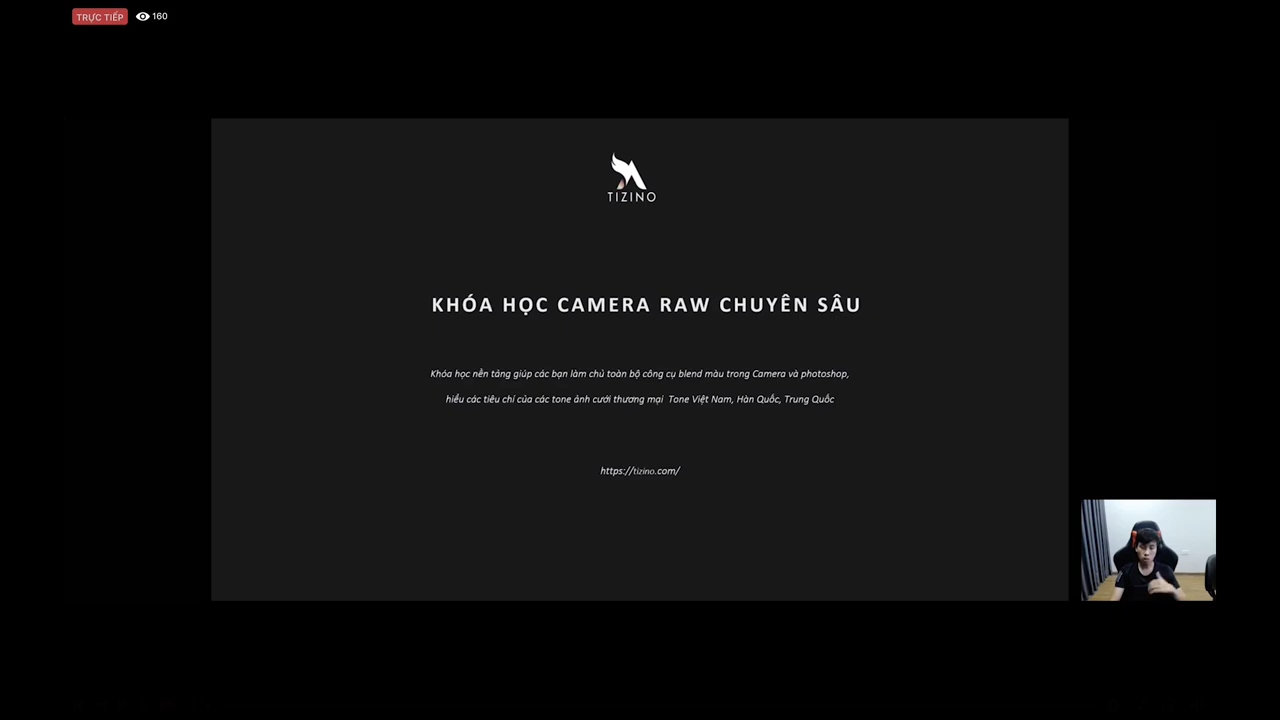 TRỰC TIẾP 160
TIZINO
KHÓA HỌC CAMERA RAW CHUYÊN SÂU
Khóa học nền tảng giúp các bạn làm chủ toàn bộ công cụ blend màu trong Camera và photoshop,
hiểu các tiêu chí của các tone ảnh cưới thương mại Tone Việt Nam, Hàn Quốc, Trung Quốc
https://tizino.com/